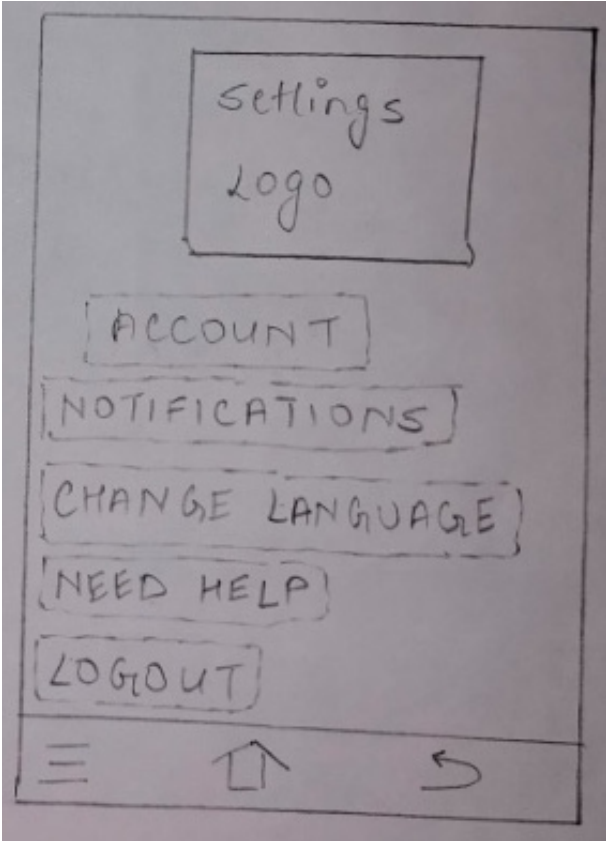 settings
Logo
ACCOUNT
NOTIFICATIONS
CHANGE LANGUAGE
NEED HELP
LOGOUT